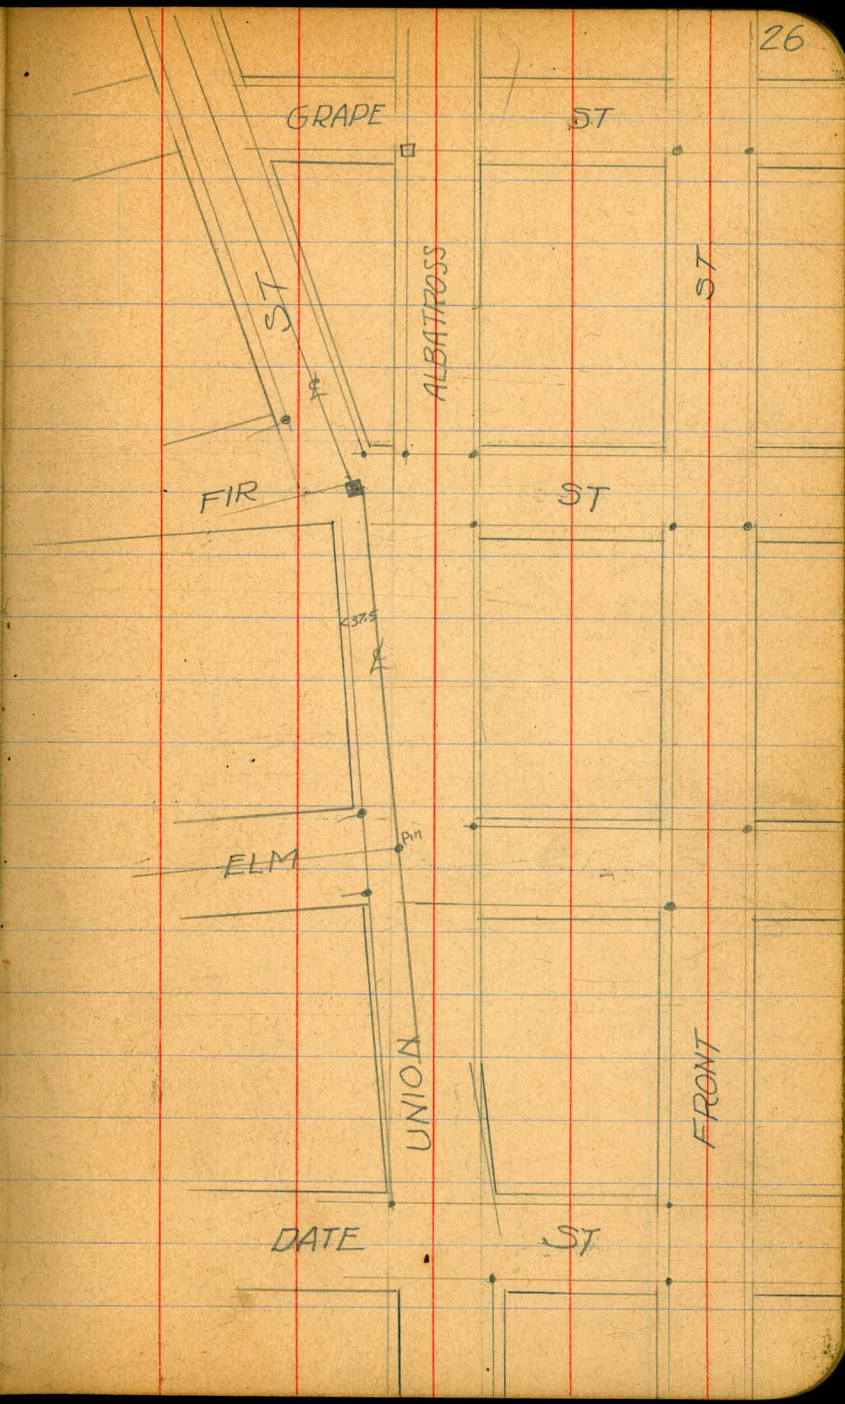 26
GRAPE ST
ST
ALBATROSS
ST
℄
FIR ST
<37.5
℄
Pin
ELM
UNION
FRONT
DATE ST